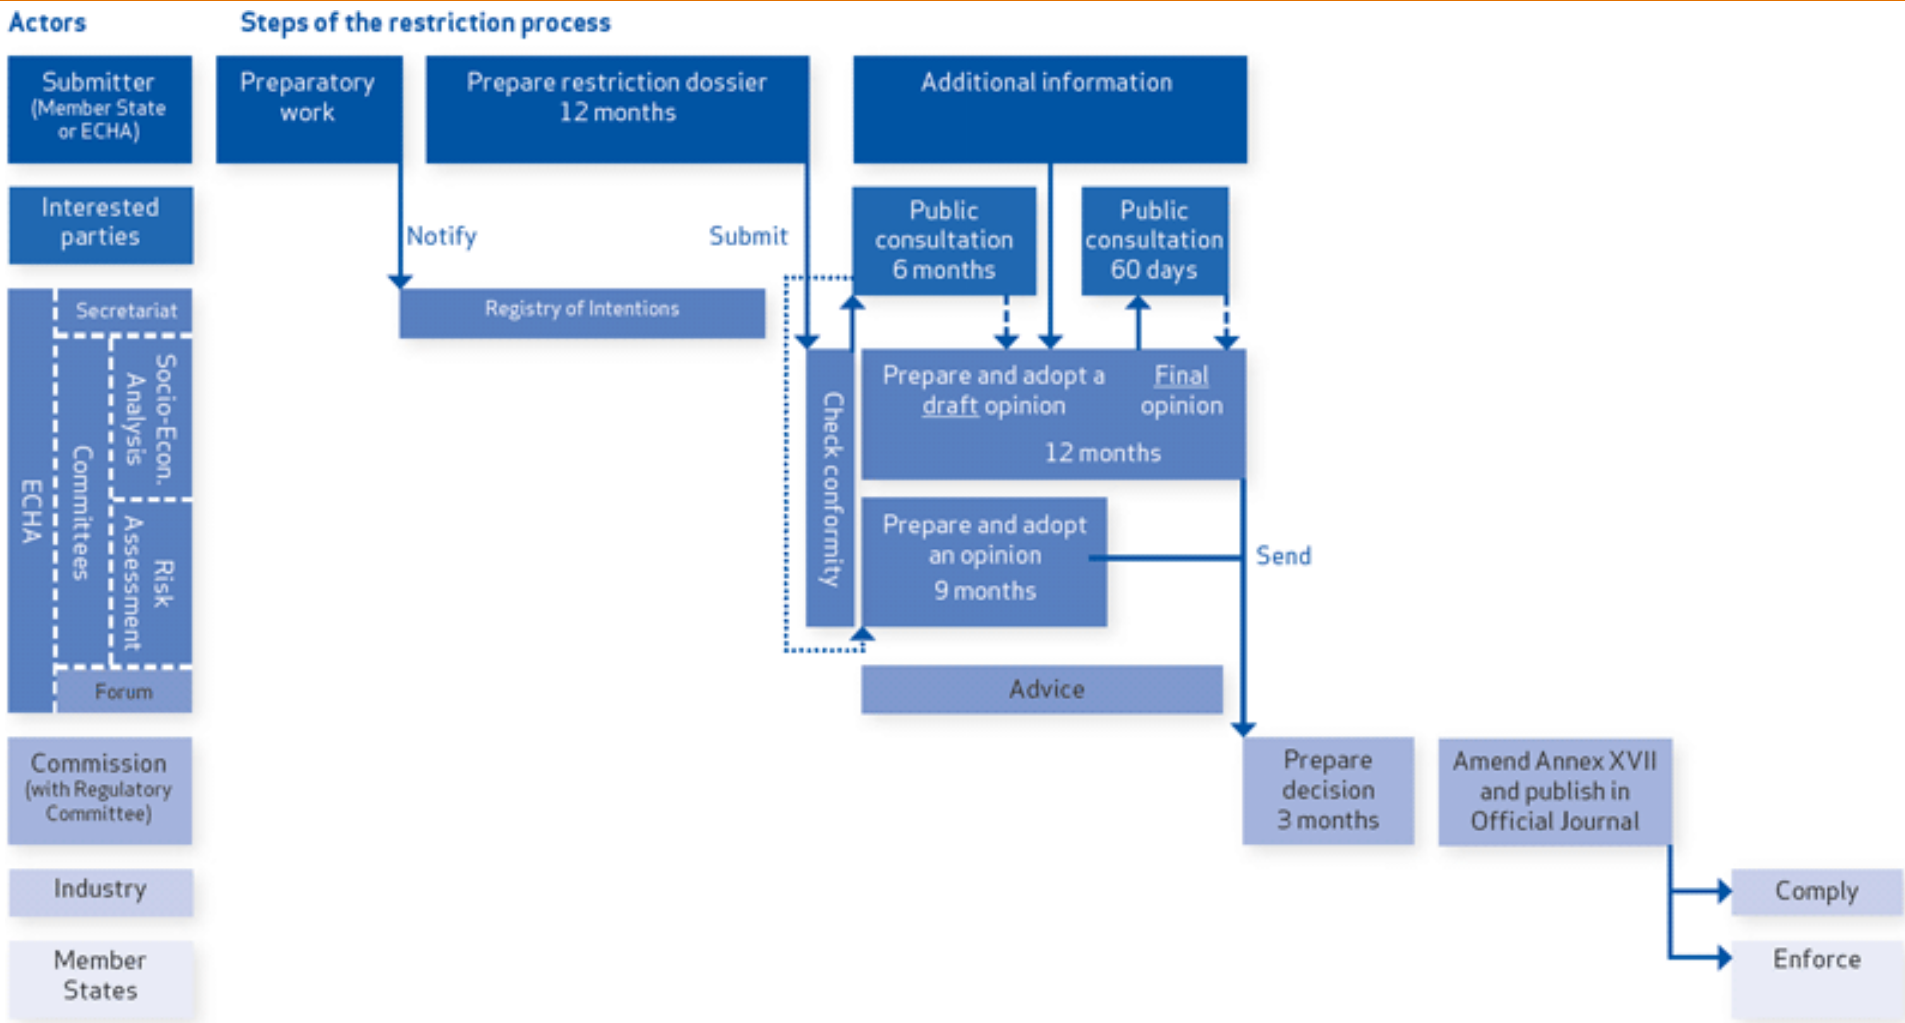 Actors
Steps of the restriction process
Submitter
(Member State
or ECHA)
Preparatory
work
Prepare restriction dossier
12 months
Additional information
Interested
parties
Notify
Submit
Public
consultation
6 months
Public
consultation
60 days
ECHA
Secretariat
Committees
Socio-Econ.
Analysis
Risk
Assessment
Forum
Registry of Intentions
Check conformity
Prepare and adopt a
draft opinion
Final
opinion
12 months
Prepare and adopt
an opinion
9 months
Send
Advice
Commission
(with Regulatory
Committee)
Prepare
decision
3 months
Amend Annex XVII
and publish in
Official Journal
Industry
Comply
Member
States
Enforce